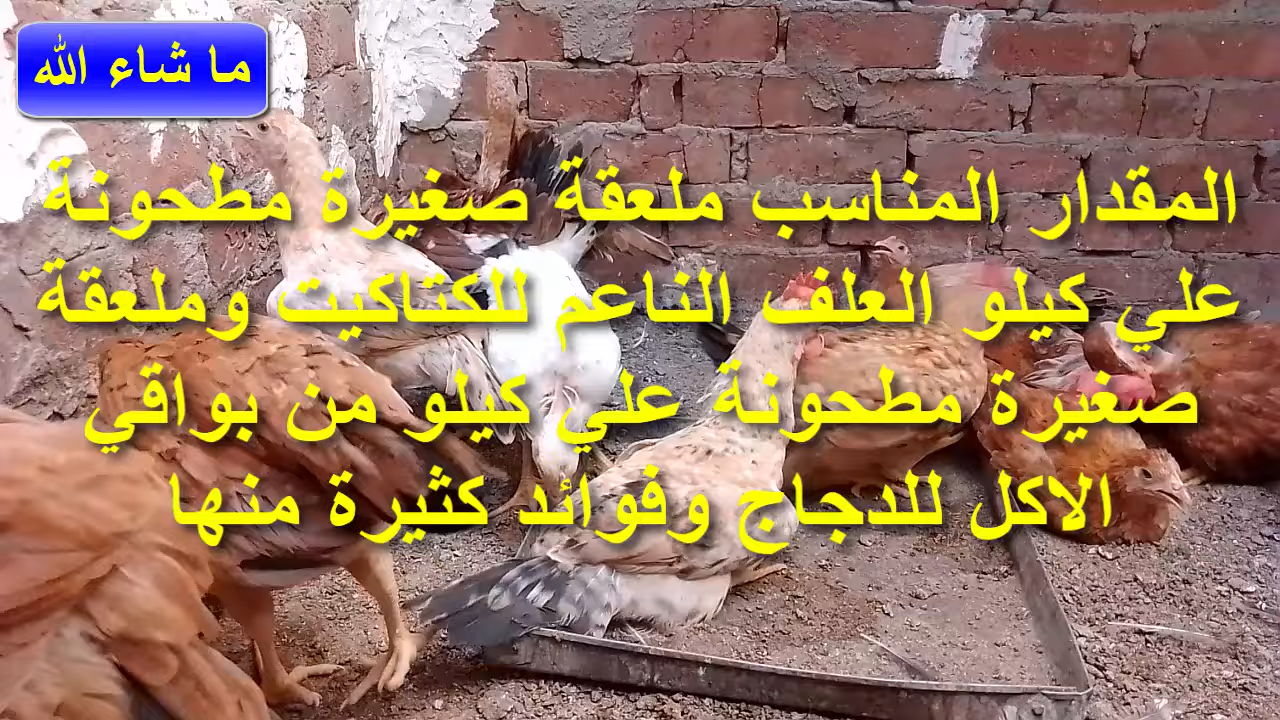 ما شاء الله
المقدار المناسب ملعقة صغيرة مطحونة
علي كيلو العلف الناعم للكتاكيت وملعقة
صغيرة مطحونة علي كيلو من بواقي
الاكل للدجاج وفوائد كثيرة منها